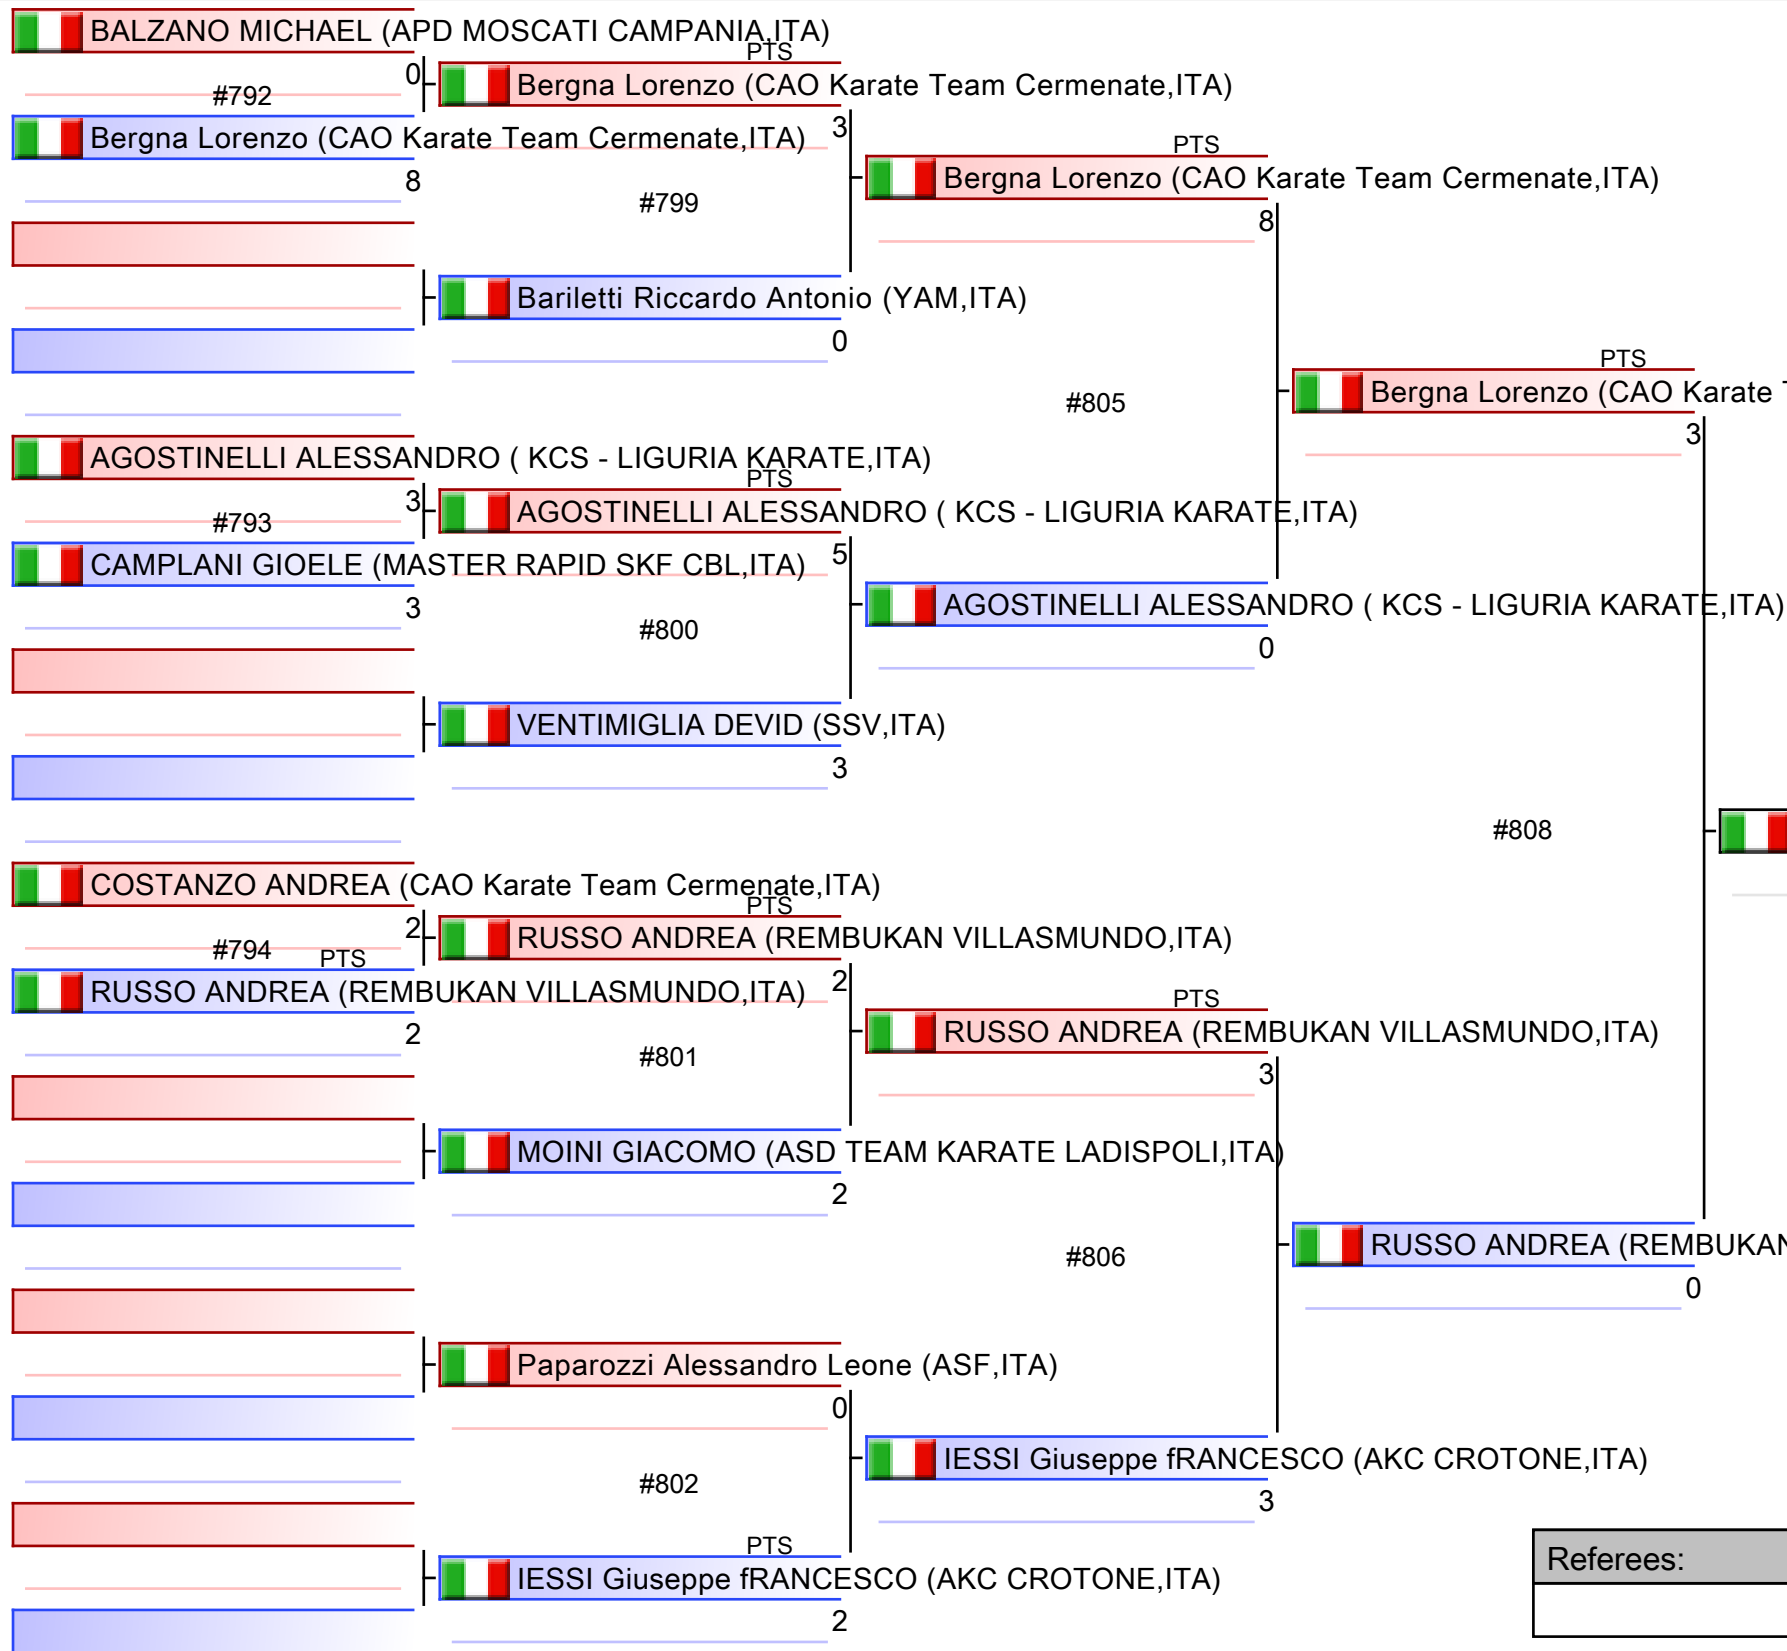 BALZANO MICHAEL (APD MOSCATI CAMPANIA,ITA)
0
#792
Bergna Lorenzo (CAO Karate Team Cermenate,ITA)
8
AGOSTINELLI ALESSANDRO ( KCS - LIGURIA KARATE,ITA)
3
#793
CAMPLANI GIOELE (MASTER RAPID SKF CBL,ITA)
3
COSTANZO ANDREA (CAO Karate Team Cermenate,ITA)
2
#794
PTS
RUSSO ANDREA (REMBUKAN VILLASMUNDO,ITA)
2
PTS
Bergna Lorenzo (CAO Karate Team Cermenate,ITA)
3
#799
Bariletti Riccardo Antonio (YAM,ITA)
0
PTS
AGOSTINELLI ALESSANDRO ( KCS - LIGURIA KARATE,ITA)
5
#800
VENTIMIGLIA DEVID (SSV,ITA)
3
PTS
RUSSO ANDREA (REMBUKAN VILLASMUNDO,ITA)
2
#801
MOINI GIACOMO (ASD TEAM KARATE LADISPOLI,ITA)
2
Paparozzi Alessandro Leone (ASF,ITA)
0
#802
PTS
IESSI Giuseppe fRANCESCO (AKC CROTONE,ITA)
2
PTS
Bergna Lorenzo (CAO Karate Team Cermenate,ITA)
8
#805
AGOSTINELLI ALESSANDRO ( KCS - LIGURIA KARATE,ITA)
0
PTS
RUSSO ANDREA (REMBUKAN VILLASMUNDO,ITA)
3
#806
IESSI Giuseppe fRANCESCO (AKC CROTONE,ITA)
3
PTS
Bergna Lorenzo (CAO Karate
3
#808
RUSSO ANDREA (REMBUKAN
0
Referees: